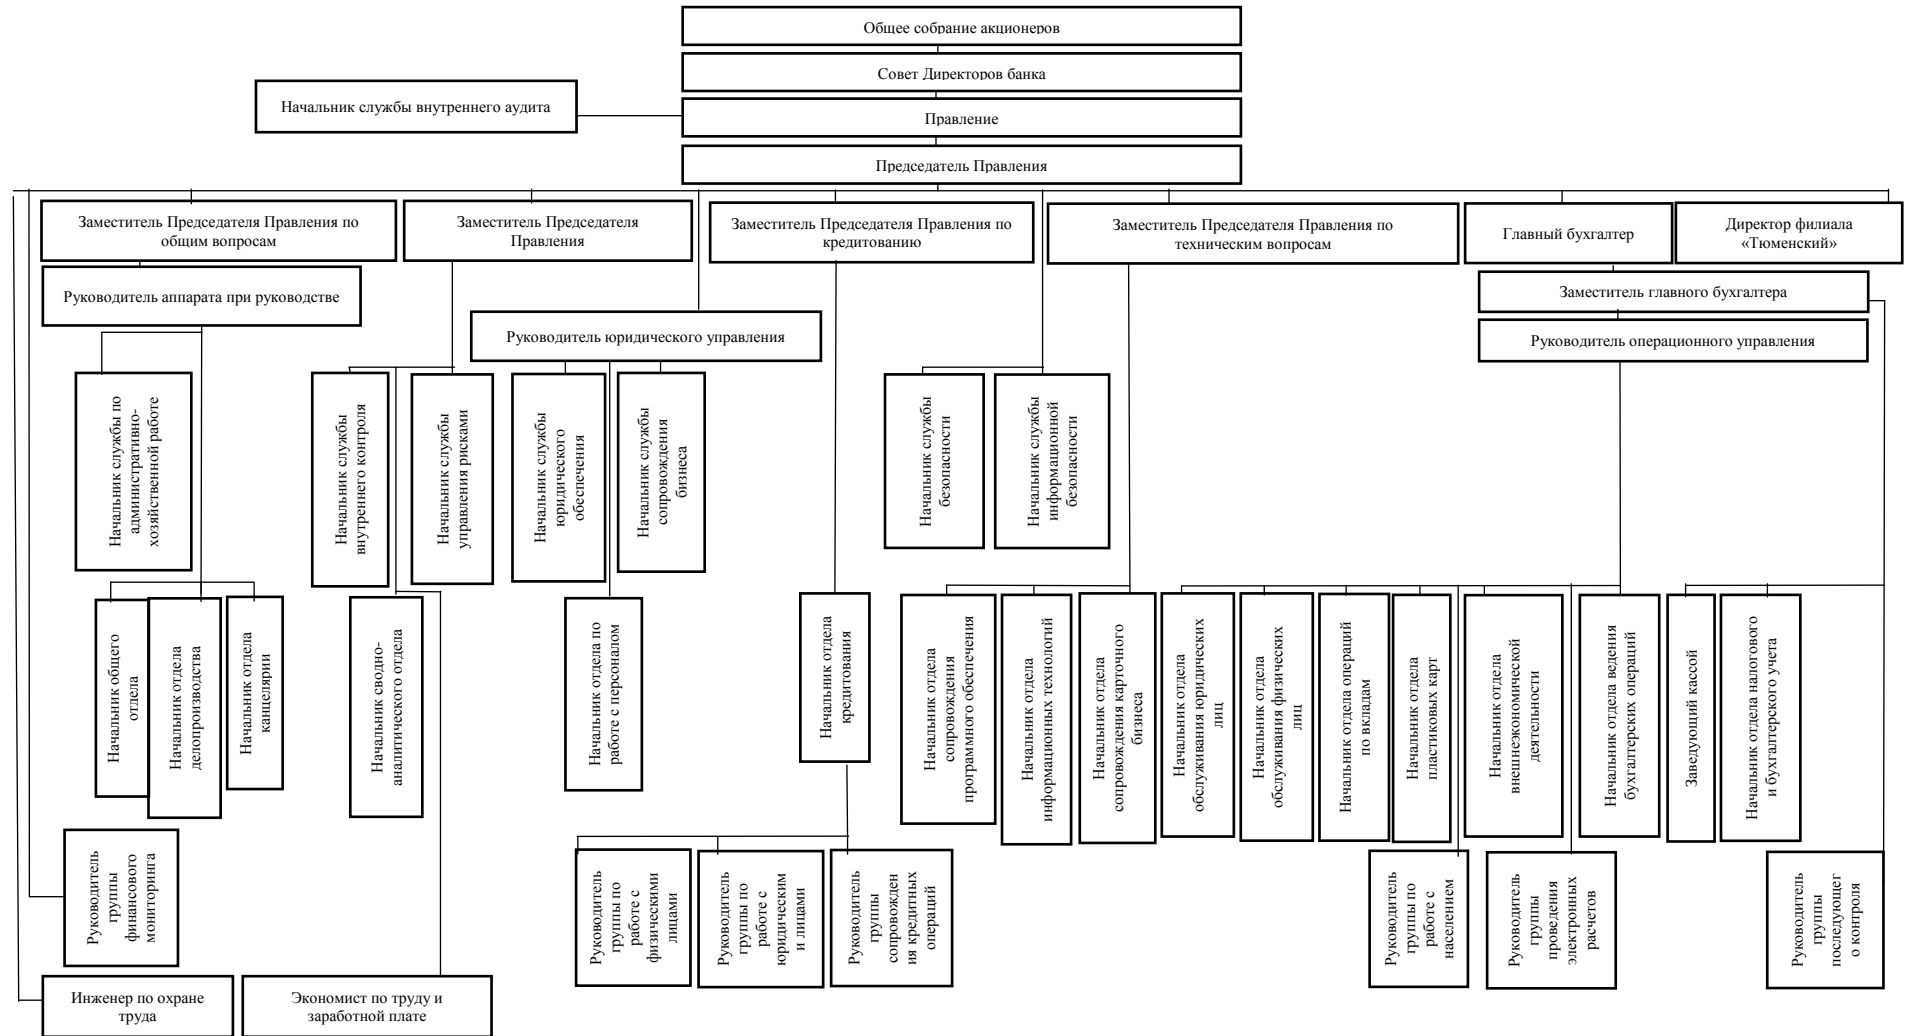 Общее собрание акционеров
Совет Директоров банка
Начальник службы внутреннего аудита
Правление
Председатель Правления
Заместитель Председателя Правления по
общим вопросам
Заместитель Председателя
Правления
Заместитель Председателя Правления по
кредитованию
Заместитель Председателя Правления по
техническим вопросам
Главный бухгалтер
Директор филиала
«Тюменский»
Руководитель аппарата при руководстве
Заместитель главного бухгалтера
Руководитель юридического управления
Руководитель операционного управления
Начальник службы по
административно-
хозяйственной работе
Начальник службы
внутреннего контроля
Начальник службы
управления рисками
Начальник службы
юридического
обеспечения
Начальник службы
сопровождения
бизнеса
Начальник службы
безопасности
Начальник службы
информационной
безопасности
Начальник общего
отдела
Начальник отдела
делопроизводства
Начальник отдела
канцелярии
Начальник сводно-
аналитического отдела
Начальник отдела по
работе с персоналом
Начальник отдела
кредитования
Начальник отдела
сопровождения
программного обеспечения
Начальник отдела
информационных технологий
Начальник отдела
сопровождения карточного
бизнеса
Начальник отдела
обслуживания юридических
лиц
Начальник отдела
обслуживания физических
лиц
Начальник отдела операций
по вкладам
Начальник отдела
пластиковых карт
Начальник отдела
внешнеэкономической
деятельности
Начальник отдела ведения
бухгалтерских операций
Заведующий кассой
Начальник отдела налогового
и бухгалтерского учета
Руководитель
группы
финансового
мониторинга
Руководитель
группы по
работе с
физическими
лицами
Руководитель
группы по
работе с
юридическим
и лицами
Руководитель
группы
сопровожден
ия кредитных
операций
Руководитель
группы по
работе с
населением
Руководитель
группы
проведения
электронных
расчетов
Руководитель
группы
последующег
о контроля
Инженер по охране
труда
Экономист по труду и
заработной плате